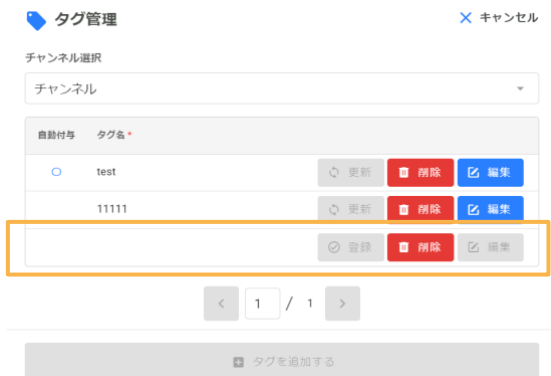 タグ管理 キャンセル
チャンネル選択
チャンネル
自動付与 タグ名 *
test 更新 削除 編集
11111 更新 削除 編集
登録 削除 編集
1 / 1
タグを追加する